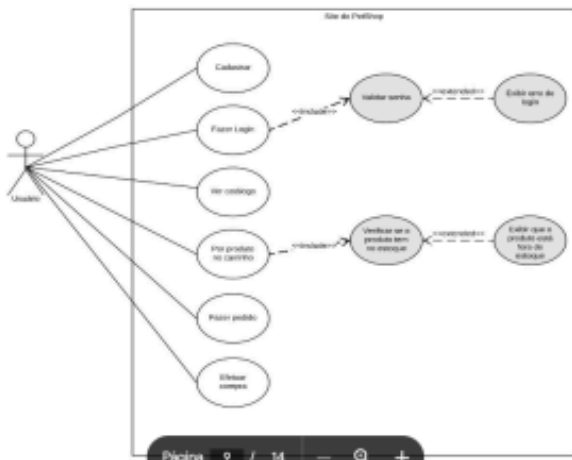 Site do PetShop
Cadastrar
Fazer Login
<<include>>
Validar senha
<<extended>>
Exibir erro de
login
Usuário
Ver catálogo
Por produto
no carrinho
<<include>>
Verificar se o
produto tem
no estoque
<<extended>>
Exibir que o
produto está
fora de
estoque
Fazer pedido
Efetuar
compra
Página 9 / 14 — +